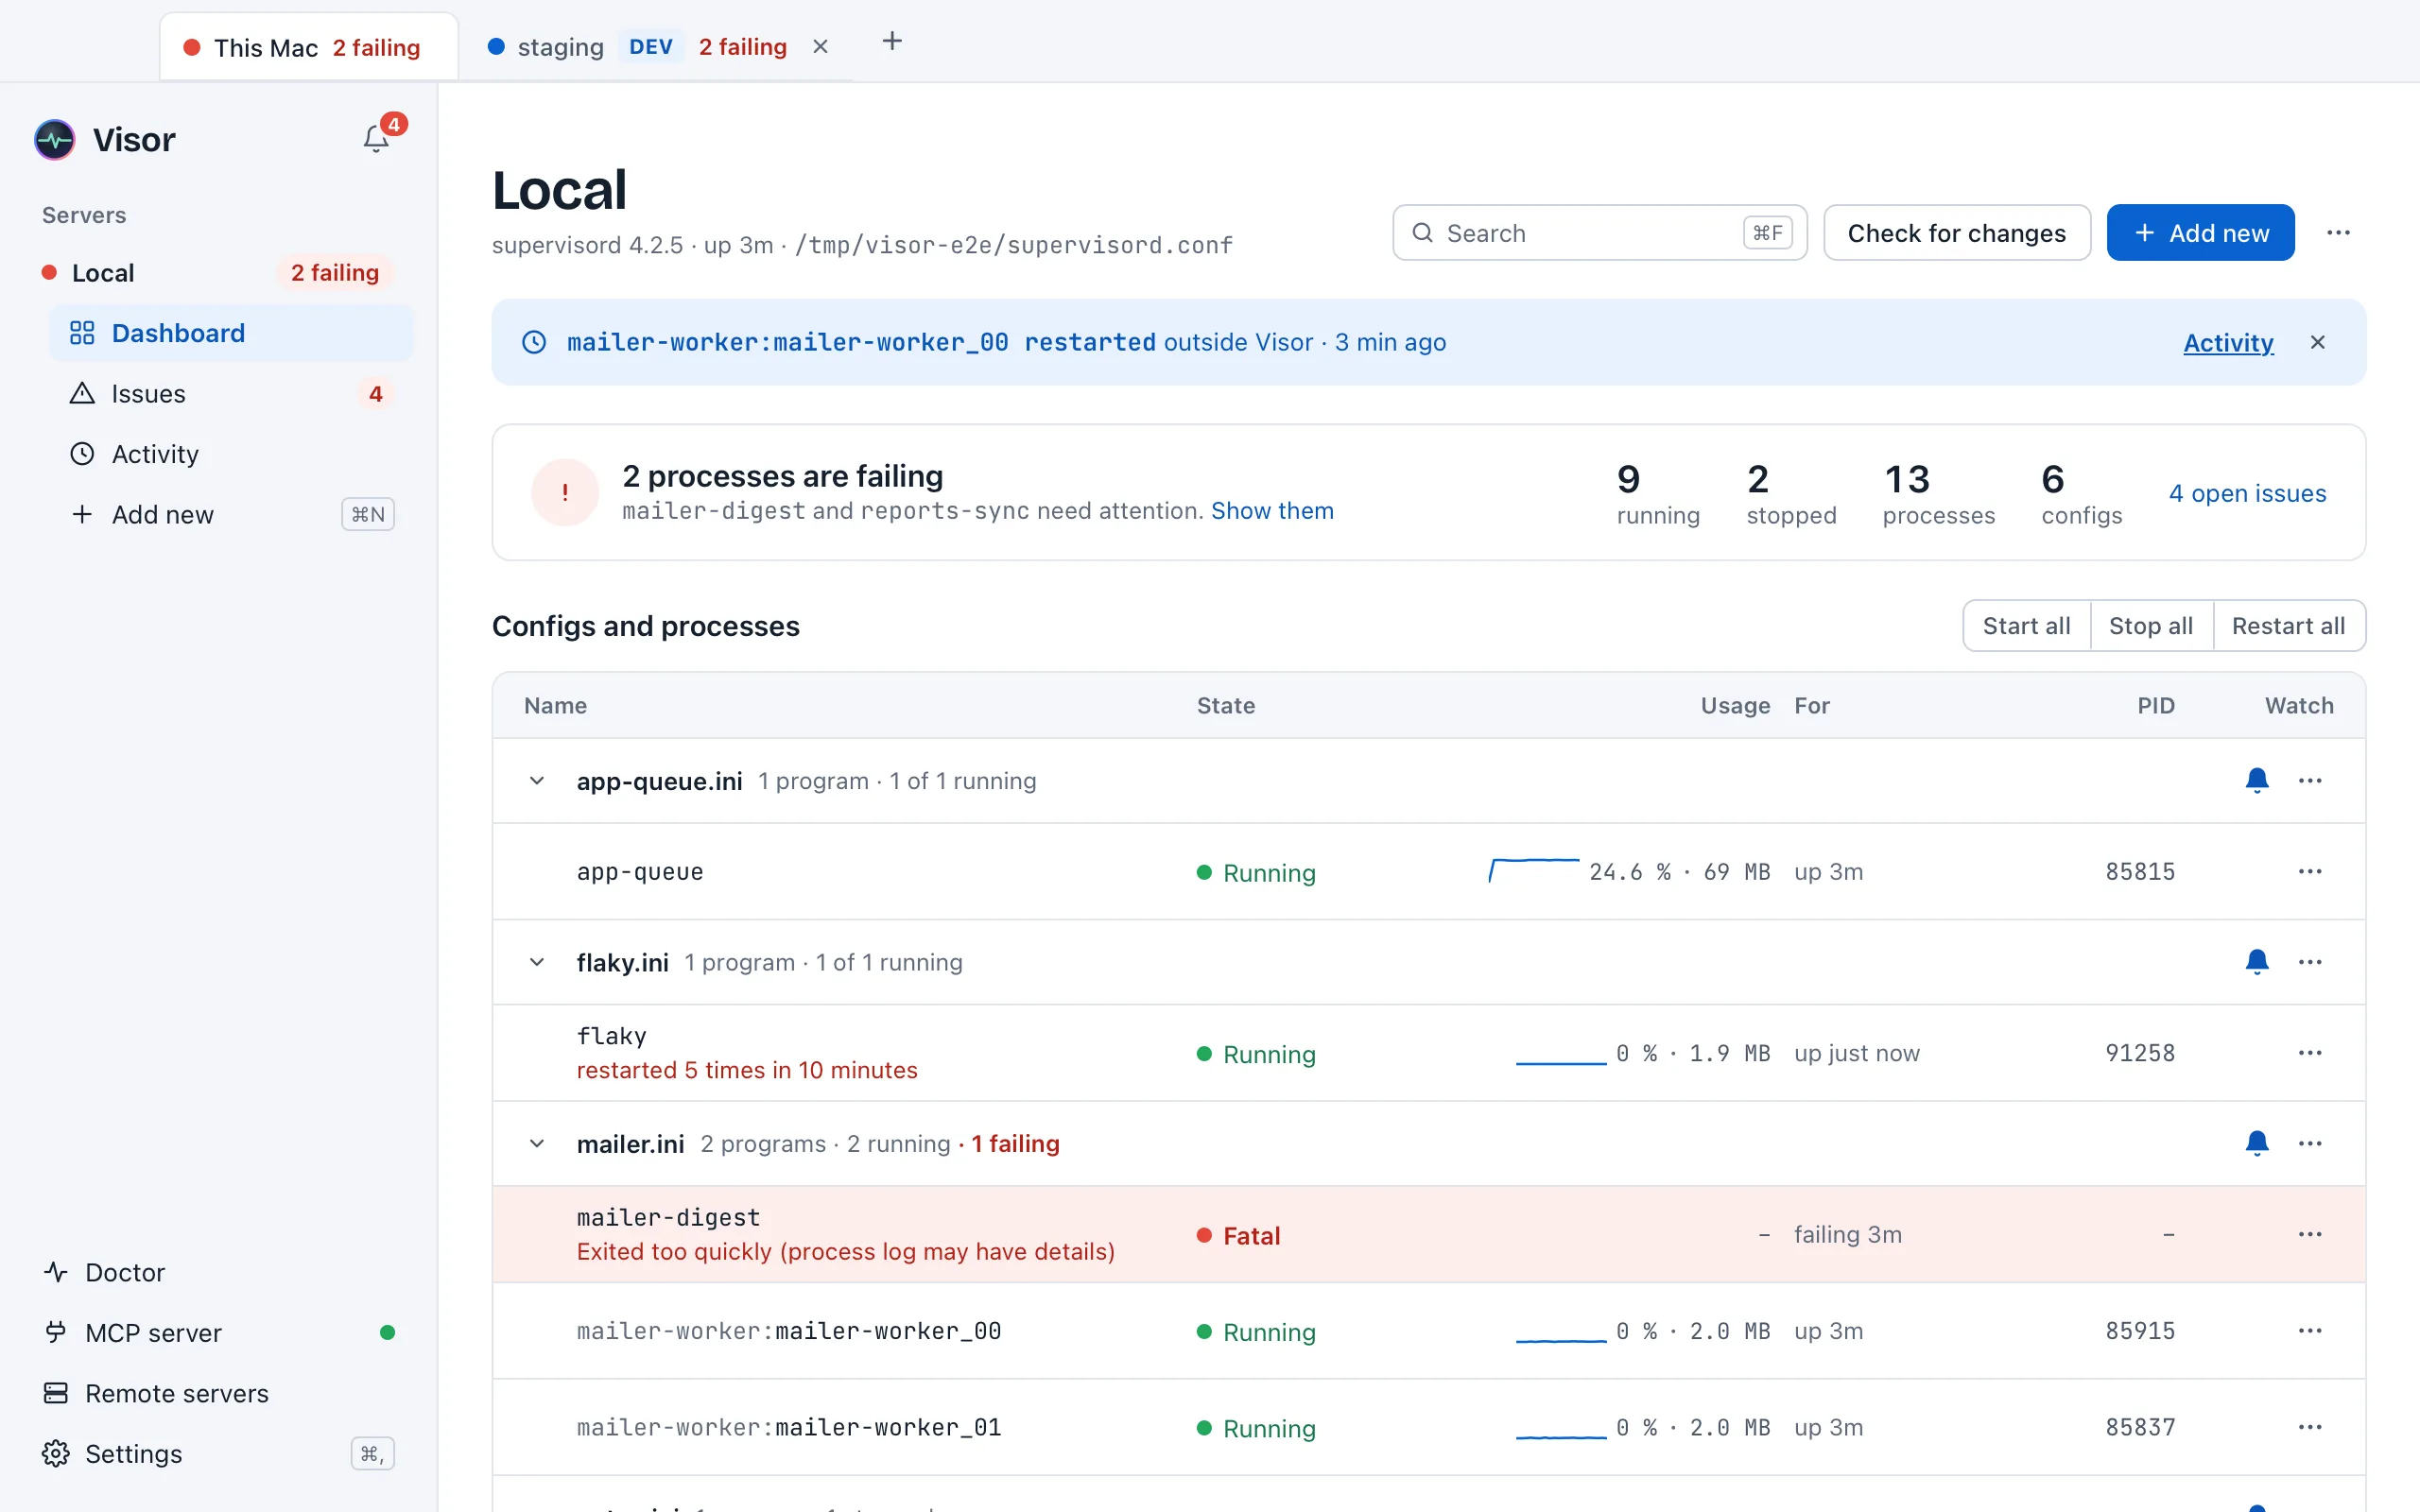 This Mac 2 failing
staging DEV 2 failing
Visor
4
Servers
Local 2 failing
Dashboard
Issues 4
Activity
Add new ⌘N
Doctor
MCP server
Remote servers
Settings ⌘,
Local
supervisord 4.2.5 · up 3m · /tmp/visor-e2e/supervisord.conf
Search ⌘F
Check for changes
Add new
mailer-worker:mailer-worker_00 restarted outside Visor · 3 min ago
Activity
2 processes are failing
mailer-digest and reports-sync need attention. Show them
9 running
2 stopped
13 processes
6 configs
4 open issues
Configs and processes
Start all Stop all Restart all
Name State Usage For PID Watch
app-queue.ini 1 program · 1 of 1 running
app-queue Running 24.6 % · 69 MB up 3m 85815
flaky.ini 1 program · 1 of 1 running
flaky Running 0 % · 1.9 MB up just now 91258
restarted 5 times in 10 minutes
mailer.ini 2 programs · 2 running · 1 failing
mailer-digest Fatal – failing 3m –
Exited too quickly (process log may have details)
mailer-worker:mailer-worker_00 Running 0 % · 2.0 MB up 3m 85915
mailer-worker:mailer-worker_01 Running 0 % · 2.0 MB up 3m 85837